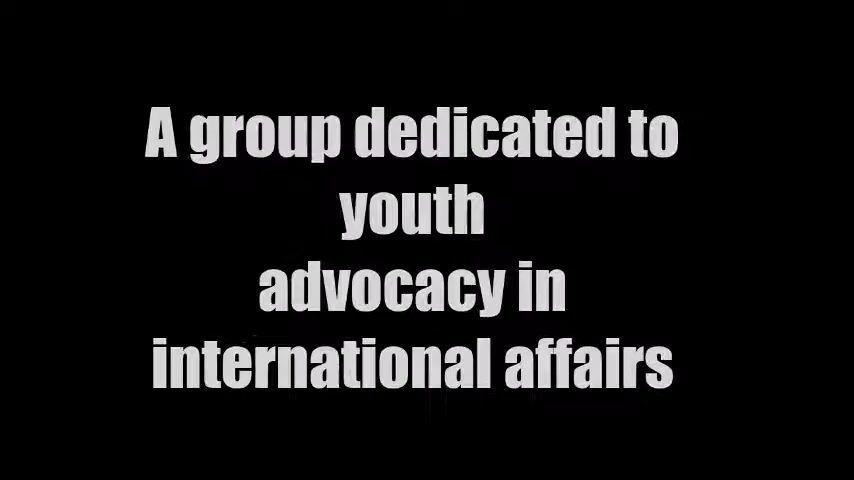 A group dedicated to
youth
advocacy in
international affairs